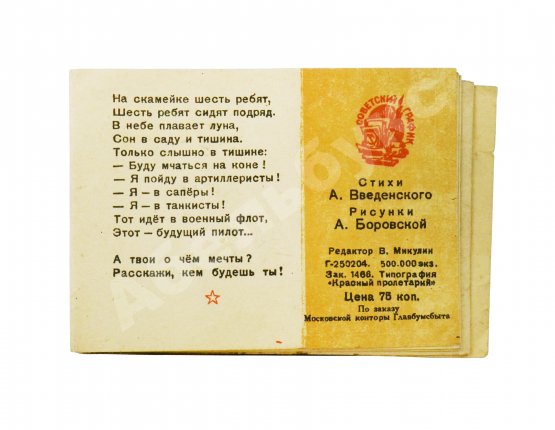 На скамейке шесть ребят,
Шесть ребят сидят подряд.
В небе плавает луна,
Сон в саду и тишина.
Только слышно в тишине:
— Буду мчаться на коне!
— Я пойду в артиллеристы!
— Я — в сапёры!
— Я — в танкисты!
Тот идёт в военный флот,
Этот — будущий пилот...
А твои о чём мечты?
Расскажи, кем будешь ты!
СОВЕТСКИЙ ГРАФИК
Стихи
А. Введенского
Рисунки
А. Боровской
Редактор В. Микулин
Г-250204. 500.000 экз.
Зак. 1466. Типография
«Красный пролетарий»
Цена 75 коп.
По заказу
Московской конторы Главбумсбыта